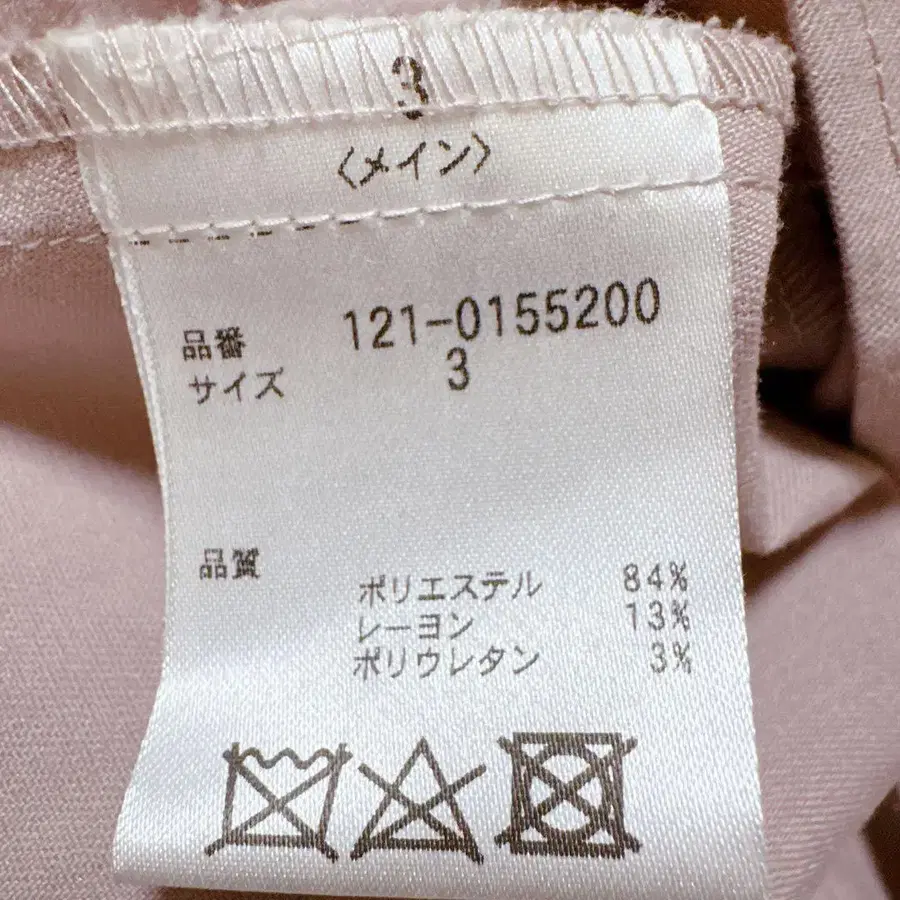 3
〈メイン〉
品番 121-0155200
サイズ 3
品質
ポリエステル 84%
レーヨン 13%
ポリウレタン 3%